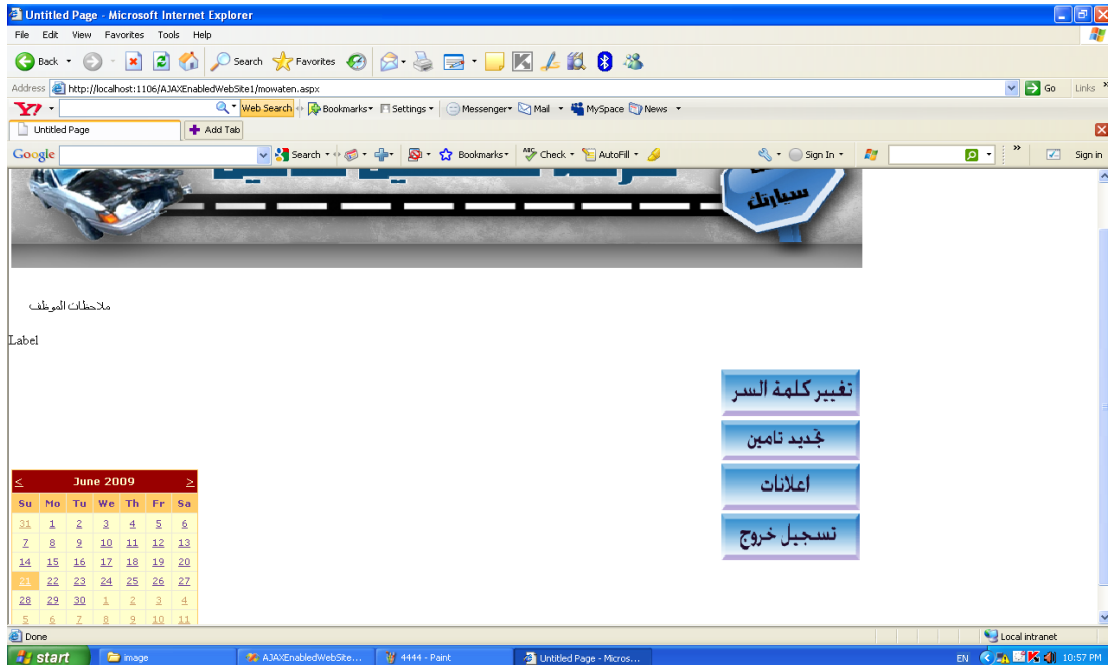 Untitled Page - Microsoft Internet Explorer
File Edit View Favorites Tools Help
Back Search Favorites
Address http://localhost:1106/AJAXEnabledWebSite1/mowaten.aspx Go Links »
Y! Web Search Bookmarks Settings Messenger Mail MySpace News
Untitled Page Add Tab
Google Search Bookmarks ABC Check AutoFill Sign In » Sign in
سيارتك
ملاحظات الموظف
Label
تغيير كلمة السر
تجديد تامين
اعلانات
تسجيل خروج
< June 2009 >
Su Mo Tu We Th Fr Sa
31 1 2 3 4 5 6
7 8 9 10 11 12 13
14 15 16 17 18 19 20
21 22 23 24 25 26 27
28 29 30 1 2 3 4
5 6 7 8 9 10 11
Done Local intranet
start image AJAXEnabledWebSite... 4444 - Paint Untitled Page - Micros... EN 10:57 PM